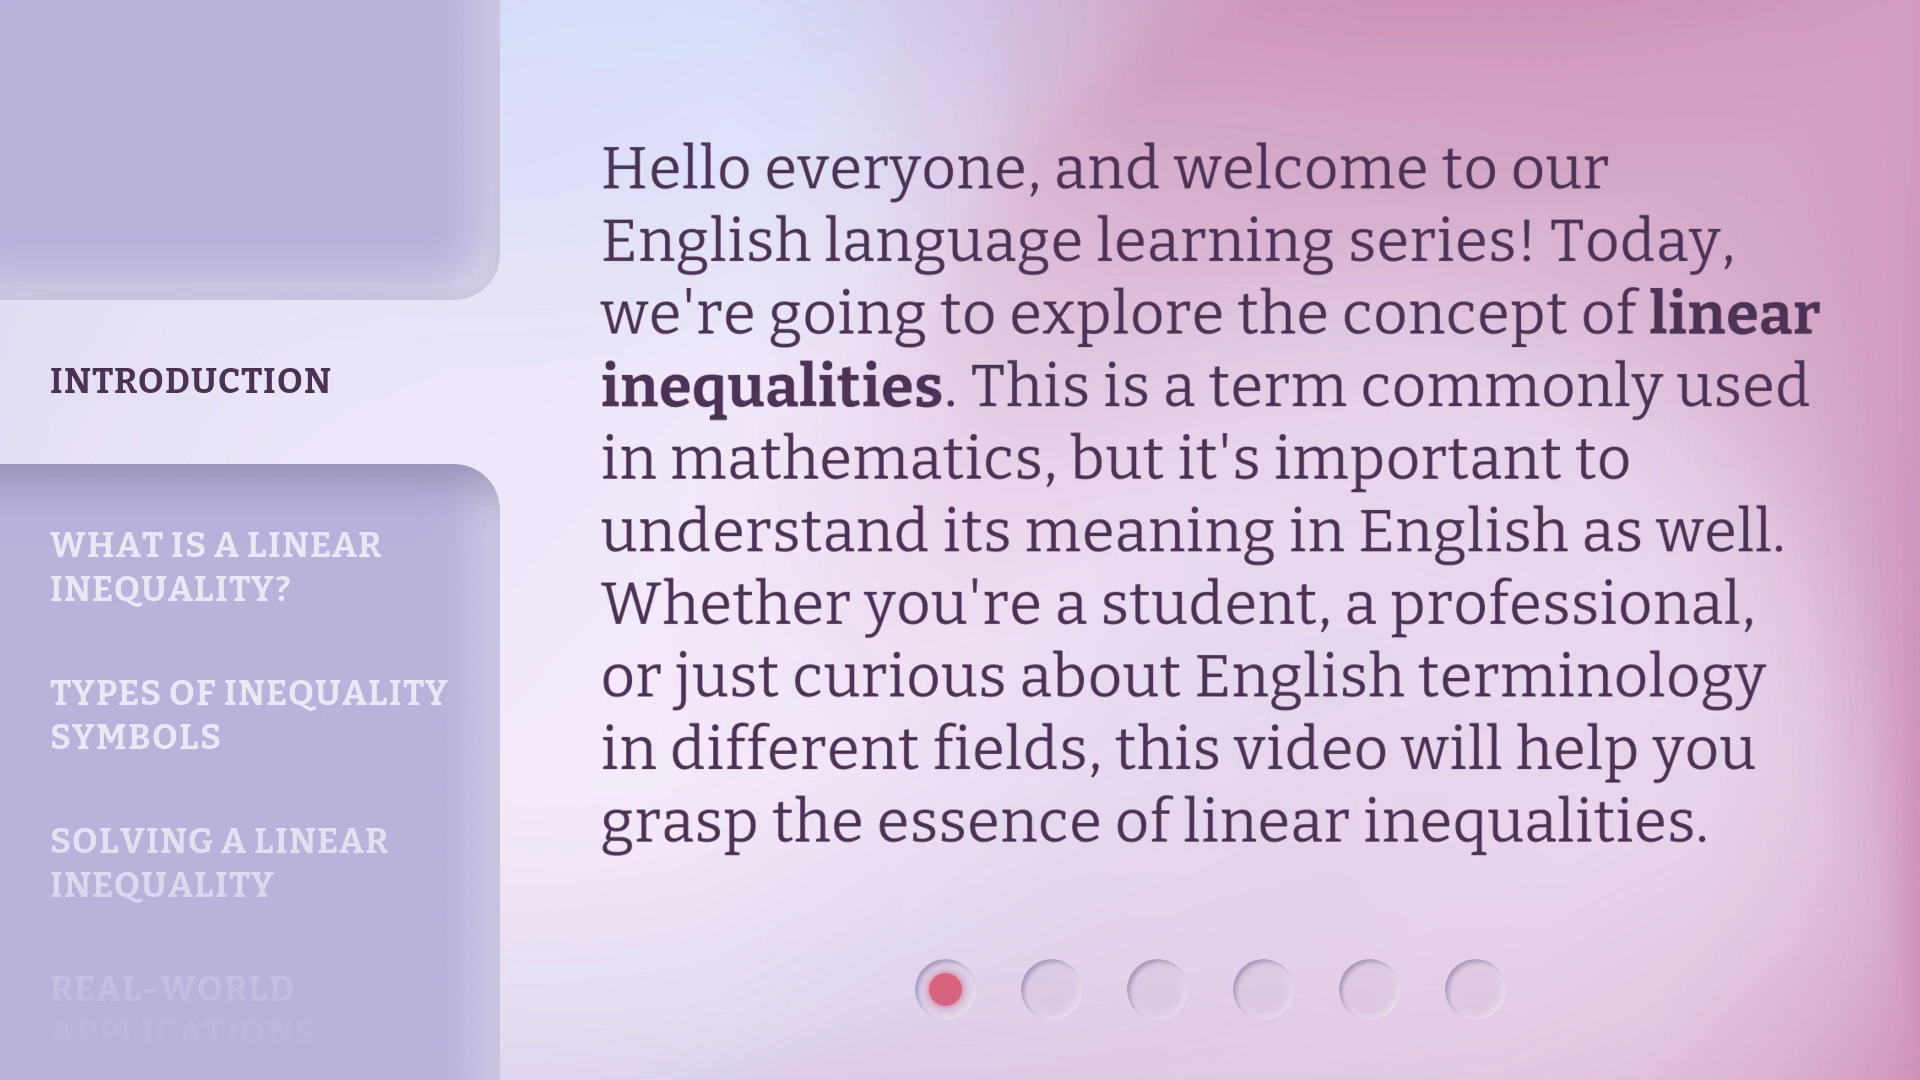 INTRODUCTION
WHAT IS A LINEAR
INEQUALITY?
TYPES OF INEQUALITY
SYMBOLS
SOLVING A LINEAR
INEQUALITY
REAL-WORLD
APPLICATIONS
Hello everyone, and welcome to our
English language learning series! Today,
we're going to explore the concept of linear
inequalities. This is a term commonly used
in mathematics, but it's important to
understand its meaning in English as well.
Whether you're a student, a professional,
or just curious about English terminology
in different fields, this video will help you
grasp the essence of linear inequalities.